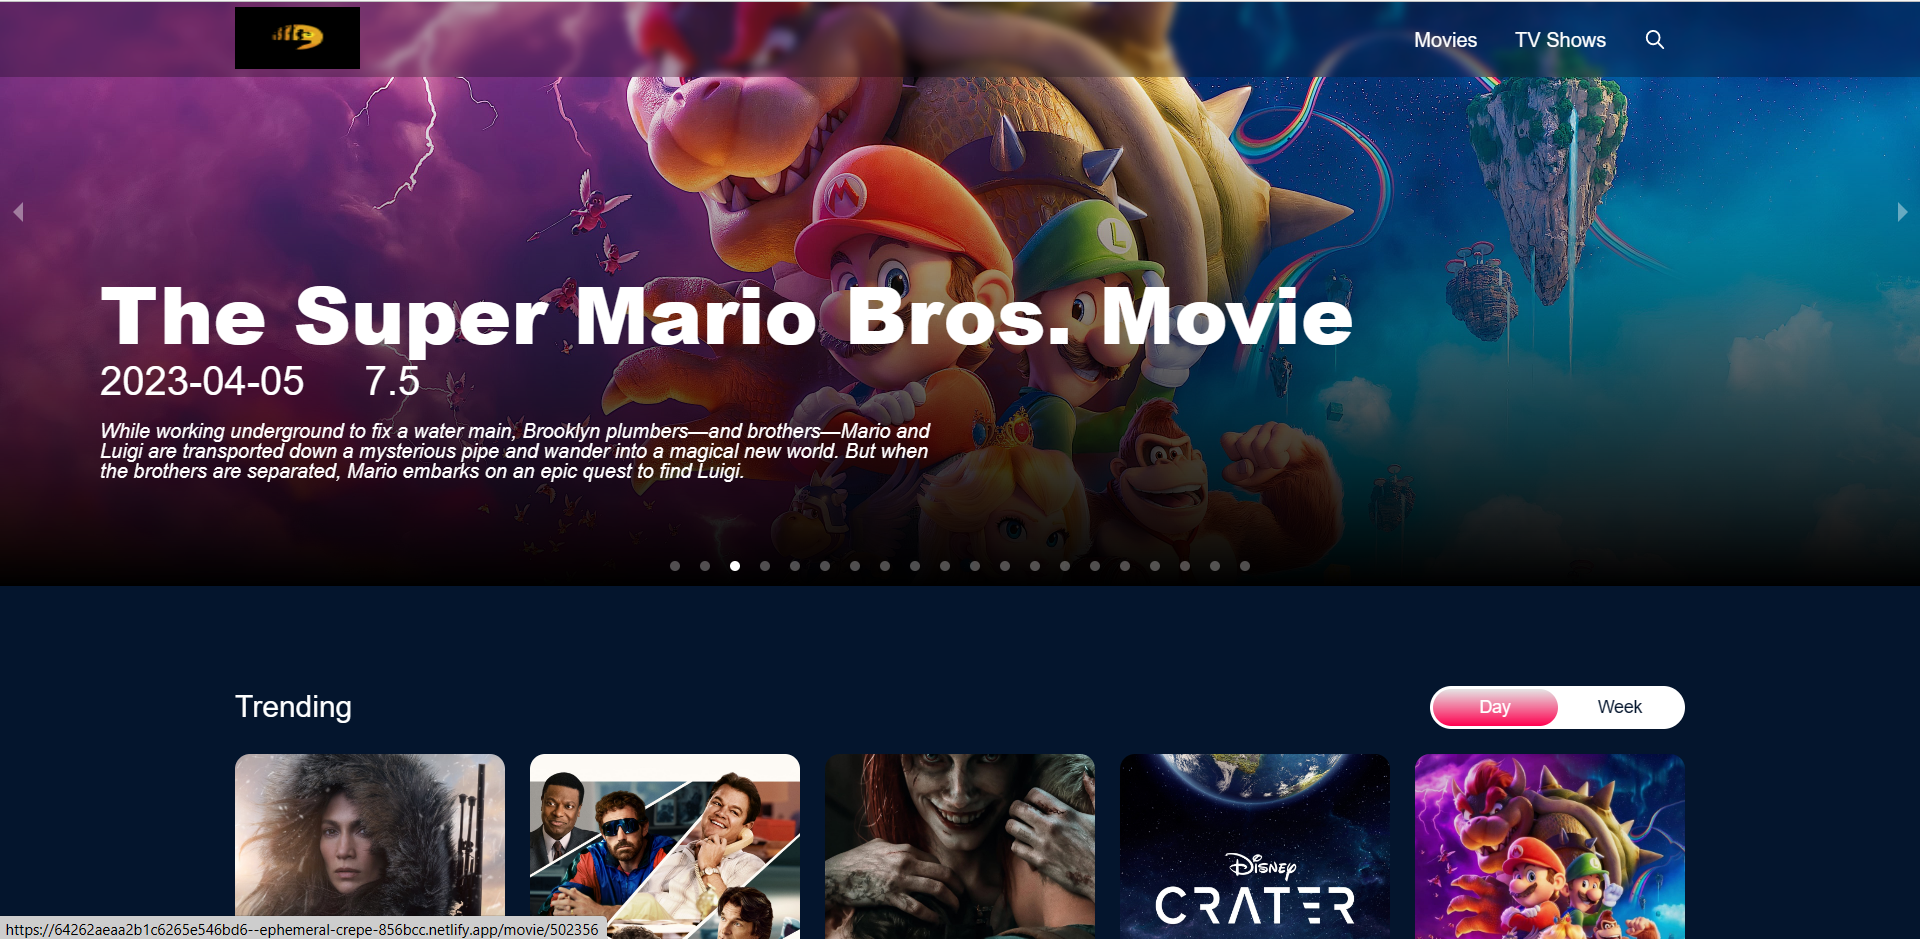 Movies TV Shows
M
L
The Super Mario Bros. Movie
2023-04-05 7.5
While working underground to fix a water main, Brooklyn plumbers—and brothers—Mario and
Luigi are transported down a mysterious pipe and wander into a magical new world. But when
the brothers are separated, Mario embarks on an epic quest to find Luigi.
Trending
Day Week
Disney
CRATER
https://64262aeaa2b1c6265e546bd6--ephemeral-crepe-856bcc.netlify.app/movie/502356